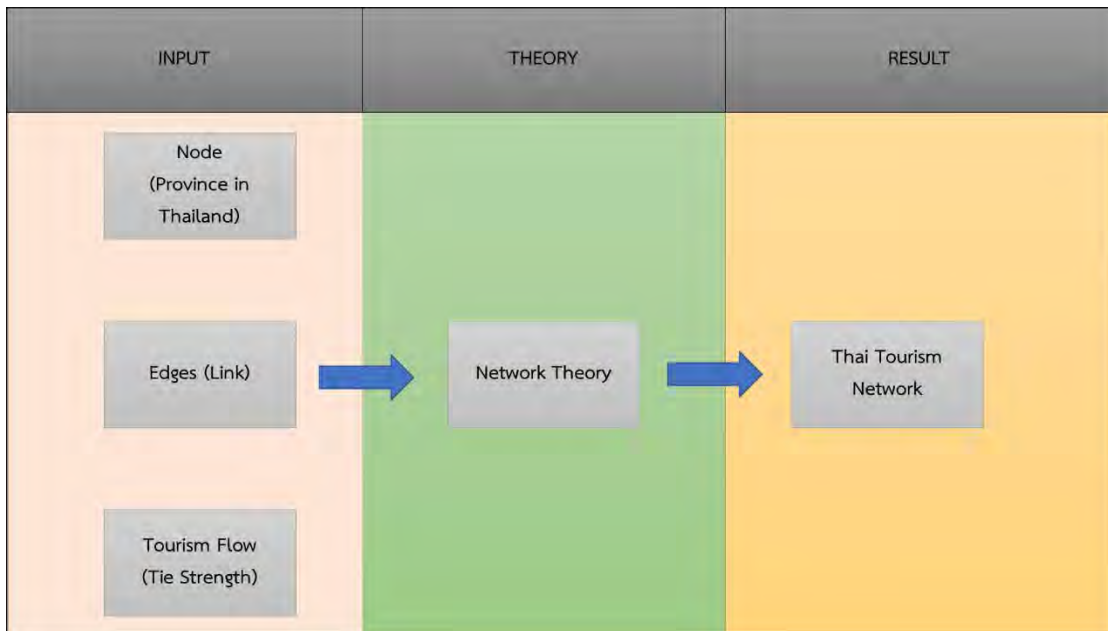 INPUT
THEORY
RESULT
Node
(Province in
Thailand)
Edges (Link)
Network Theory
Thai Tourism
Network
Tourism Flow
(Tie Strength)